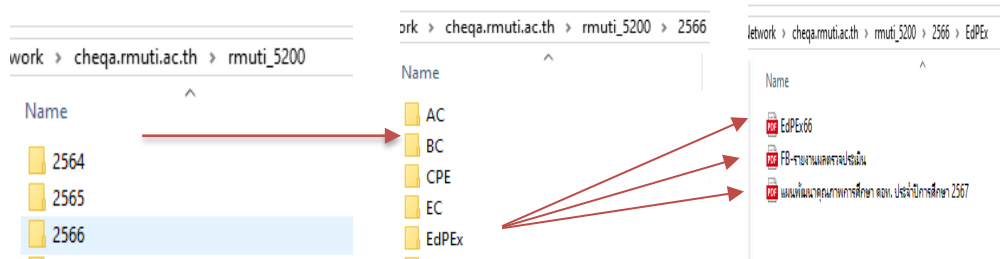 work > cheqa.rmuti.ac.th > rmuti_5200
Name
2564
2565
2566
ork > cheqa.rmuti.ac.th > rmuti_5200 > 2566
Name
AC
BC
CPE
EC
EdPEx
Network > cheqa.rmuti.ac.th > rmuti_5200 > 2566 > EdPEx
Name
PDF EdPEx66
PDF FB-รายงานผลตรวจประเมิน
PDF แผนพัฒนาคุณภาพการศึกษา คอท. ประจำปีการศึกษา 2567